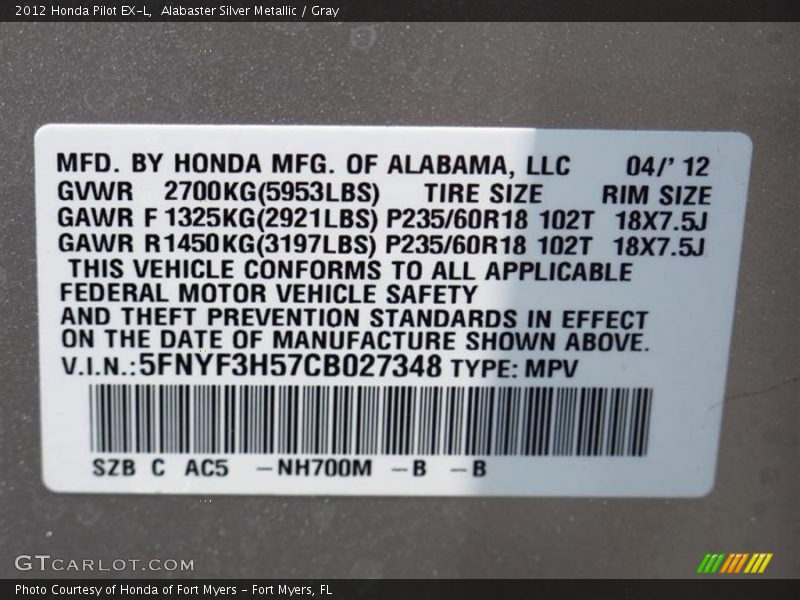 2012 Honda Pilot EX-L,  Alabaster Silver Metallic / Gray
MFD. BY HONDA MFG. OF ALABAMA, LLC 04/' 12
GVWR 2700KG(5953LBS) TIRE SIZE RIM SIZE
GAWR F 1325KG(2921LBS) P235/60R18 102T 18X7.5J
GAWR R1450KG(3197LBS) P235/60R18 102T 18X7.5J
THIS VEHICLE CONFORMS TO ALL APPLICABLE
FEDERAL MOTOR VEHICLE SAFETY
AND THEFT PREVENTION STANDARDS IN EFFECT
ON THE DATE OF MANUFACTURE SHOWN ABOVE.
V.I.N.:5FNYF3H57CB027348 TYPE: MPV
SZB C AC5 -NH700M -B -B
GTCARLOT.COM
Photo Courtesy of Honda of Fort Myers - Fort Myers, FL